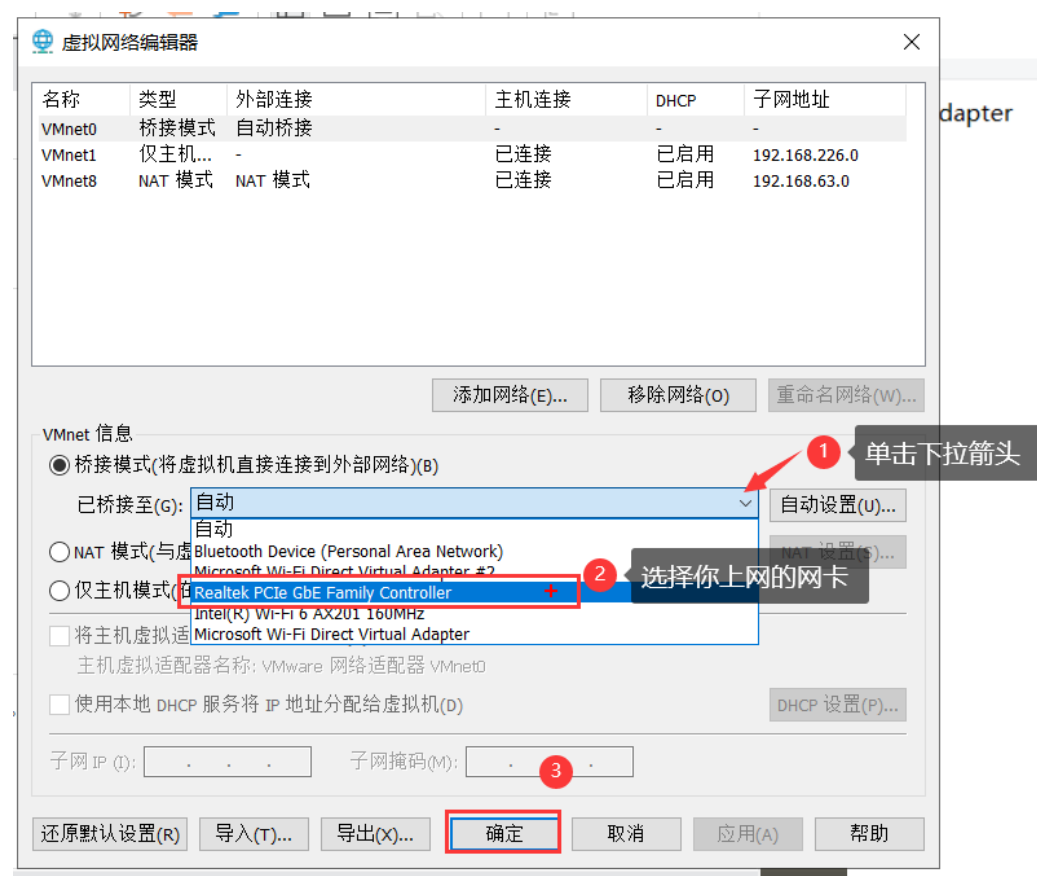 虚拟网络编辑器
dapter
名称 类型 外部连接 主机连接 DHCP 子网地址
VMnet0 桥接模式 自动桥接 - - -
VMnet1 仅主机... - 已连接 已启用 192.168.226.0
VMnet8 NAT 模式 NAT 模式 已连接 已启用 192.168.63.0
添加网络(E)... 移除网络(O) 重命名网络(W)...
VMnet 信息
桥接模式(将虚拟机直接连接到外部网络)(B)
1 单击下拉箭头
已桥接至(G): 自动 自动设置(U)...
自动
NAT 模式(与虚 Bluetooth Device (Personal Area Network) NAT 设置(S)...
Microsoft Wi-Fi Direct Virtual Adapter #2
2 选择你上网的网卡
仅主机模式(在 Realtek PCIe GbE Family Controller
Intel(R) Wi-Fi 6 AX201 160MHz
将主机虚拟适 Microsoft Wi-Fi Direct Virtual Adapter
主机虚拟适配器名称: VMware 网络适配器 VMnet0
使用本地 DHCP 服务将 IP 地址分配给虚拟机(D) DHCP 设置(P)...
子网 IP (I): . . . 子网掩码(M): . .
3
还原默认设置(R) 导入(T)... 导出(X)... 确定 取消 应用(A) 帮助